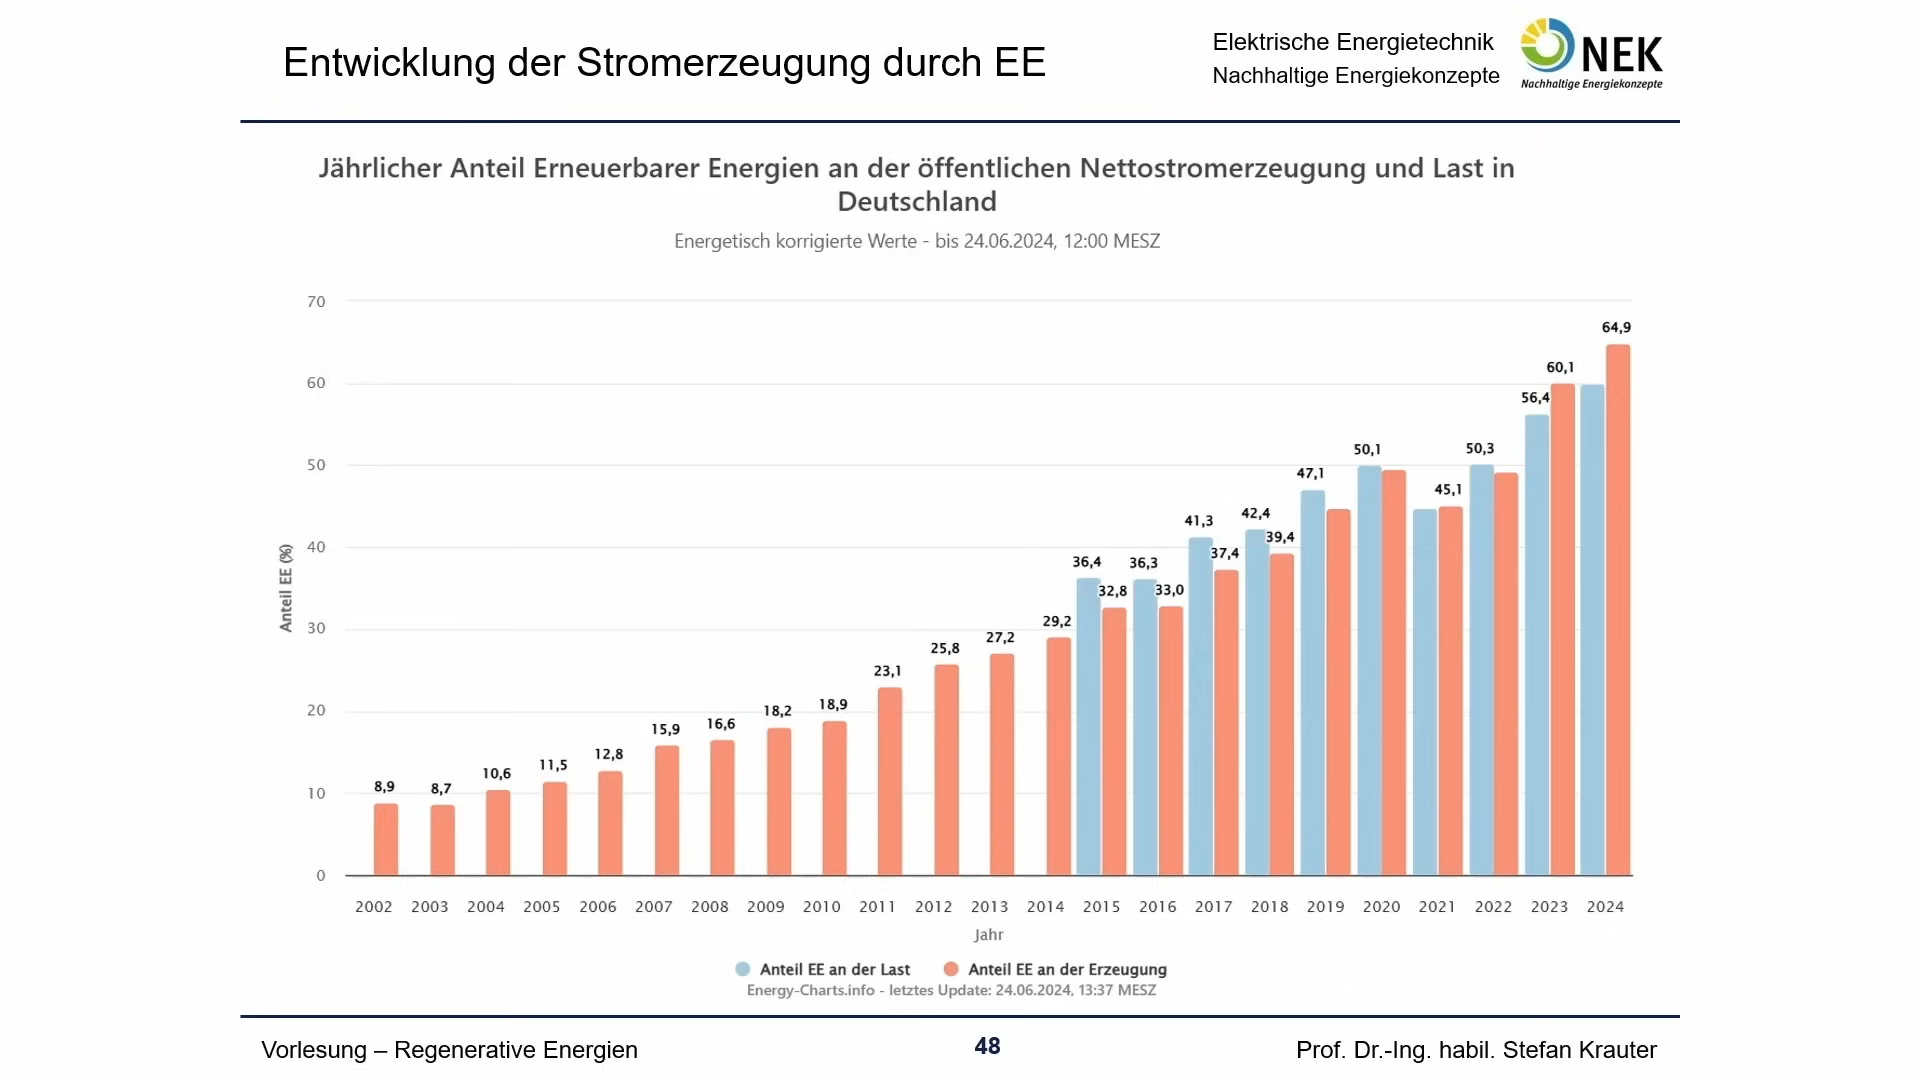 Entwicklung der Stromerzeugung durch EE
Elektrische Energietechnik
Nachhaltige Energiekonzepte
NEK
Nachhaltige Energiekonzepte
Jährlicher Anteil Erneuerbarer Energien an der öffentlichen Nettostromerzeugung und Last in
Deutschland
Energetisch korrigierte Werte - bis 24.06.2024, 12:00 MESZ
Anteil EE (%)
70
60
50
40
30
20
10
0
8,9
8,7
10,6
11,5
12,8
15,9
16,6
18,2
18,9
23,1
25,8
27,2
29,2
36,4
32,8
36,3
33,0
41,3
37,4
42,4
39,4
47,1
50,1
45,1
50,3
56,4
60,1
64,9
2002 2003 2004 2005 2006 2007 2008 2009 2010 2011 2012 2013 2014 2015 2016 2017 2018 2019 2020 2021 2022 2023 2024
Jahr
Anteil EE an der Last Anteil EE an der Erzeugung
Energy-Charts.info - letztes Update: 24.06.2024, 13:37 MESZ
Vorlesung – Regenerative Energien
48
Prof. Dr.-Ing. habil. Stefan Krauter